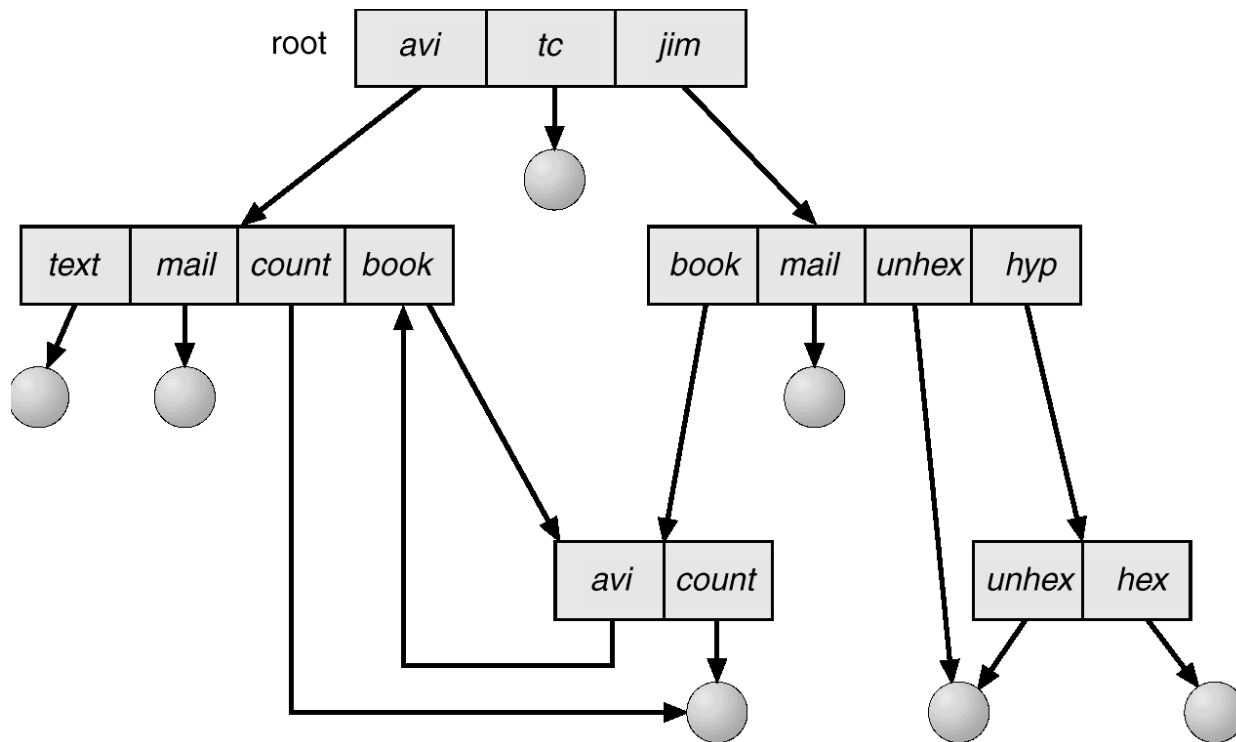 root avi tc jim
text mail count book book mail unhex hyp
avi count unhex hex